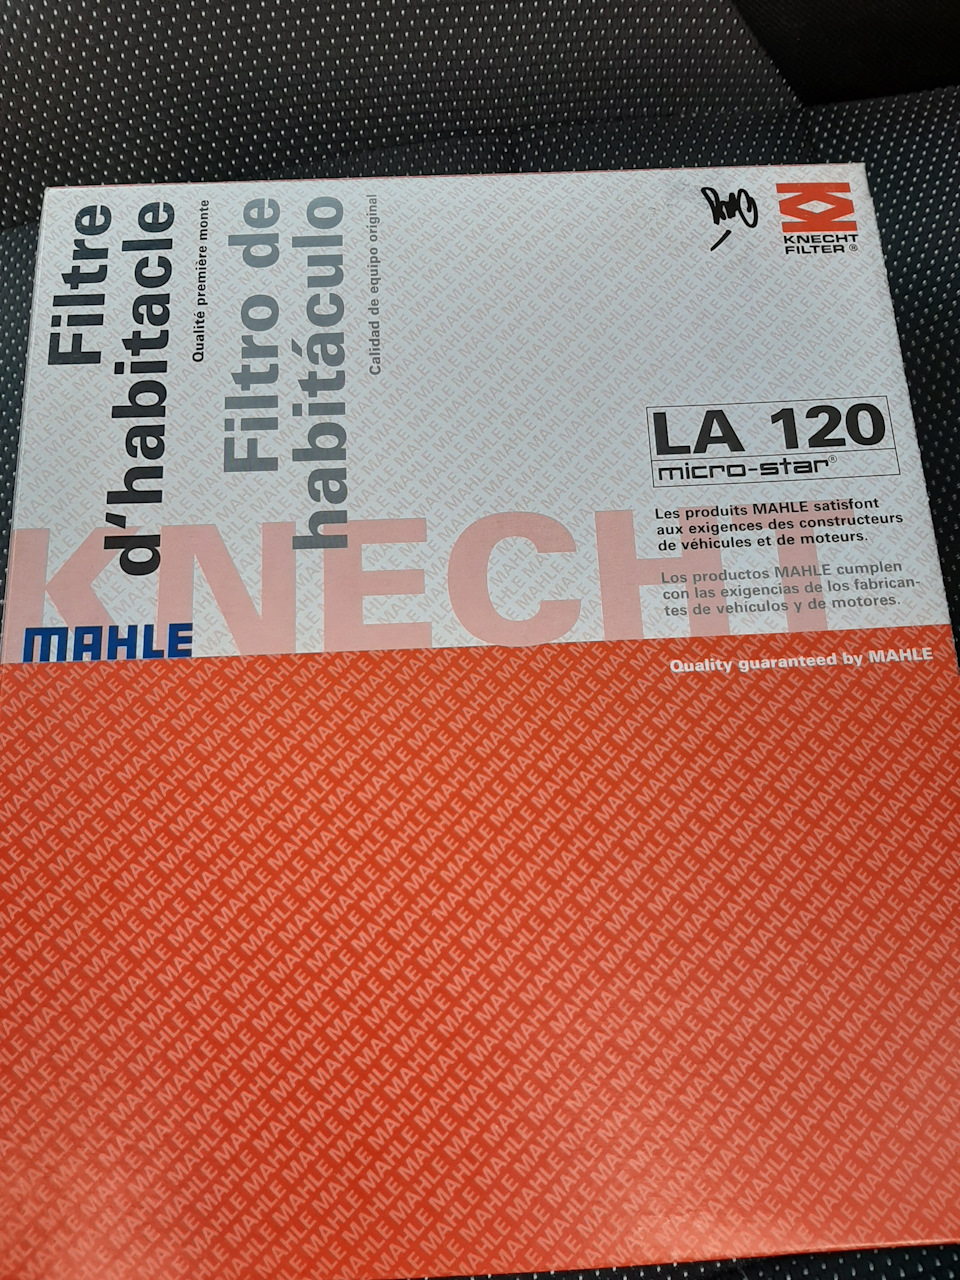 Filtre
d'habitacle
Qualité première monte
Filtro de
habitáculo
Calidad de equipo original
KNECHT
FILTER®
LA 120
micro-star®
Les produits MAHLE satisfont
aux exigences des constructeurs
de véhicules et de moteurs.
Los productos MAHLE cumplen
con las exigencias de los fabrican-
tes de vehículos y de motores.
KNECHT
MAHLE
Quality guaranteed by MAHLE